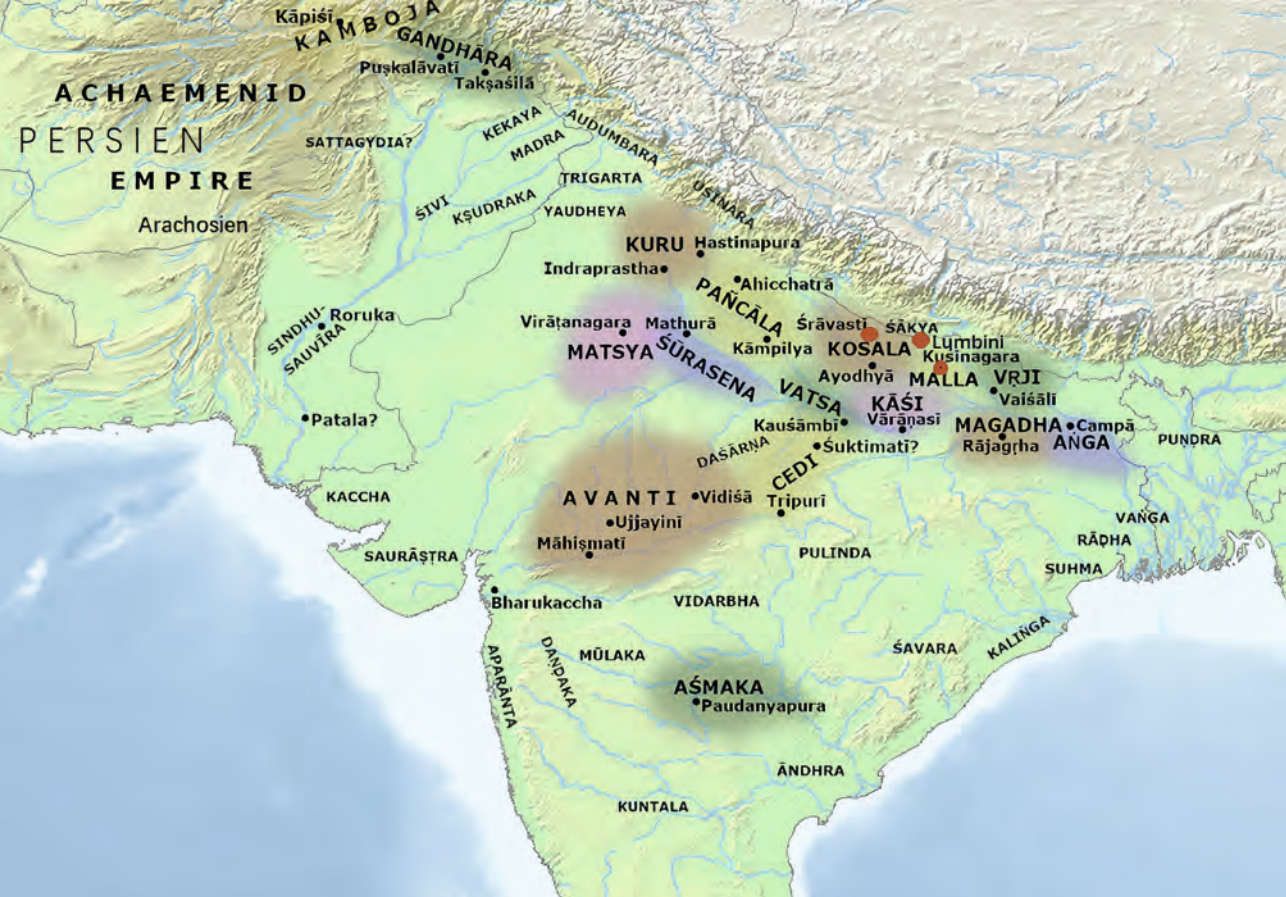 Kāpiśī
KAMBOJA
GANDHĀRA
Puṣkalāvatī
Takṣaśilā
ACHAEMENID
PERSIEN
EMPIRE
Arachosien
SATTAGYDIA?
KEKAYA
AUDUMBARA
MADRA
TRIGARTA
ŚIVI
KṢUDRAKA
YAUDHEYA
UŚĪNARA
KURU
Hastinapura
Indraprastha
Ahicchatrā
PAÑCĀLA
SINDHU-
SAUVĪRA
Roruka
Virāṭanagara
Mathurā
Kāmpilya
Śrāvastī
ŚĀKYA
Lumbini
MATSYA
ŚŪRASENA
KOSALA
Kusinagara
Ayodhyā
MALLA
VṚJI
VATSA
KĀŚI
Vaiśālī
Patala?
Kauśāmbī
Vārāṇasī
MAGADHA
Campā
Rājagṛha
AṄGA
PUṆḌRA
DAŚĀRṆA
Śuktimatī?
CEDI
KACCHA
AVANTI
Vidiśā
Tripurī
Ujjayinī
VAṄGA
Māhiṣmatī
RĀḌHA
SAURĀṢṬRA
PULINDA
SUHMA
Bharukaccha
VIDARBHA
KALIṄGA
APARĀNTA
DAṆḌAKA
MŪLAKA
ŚAVARA
AŚMAKA
Paudanyapura
ĀNDHRA
KUNTALA